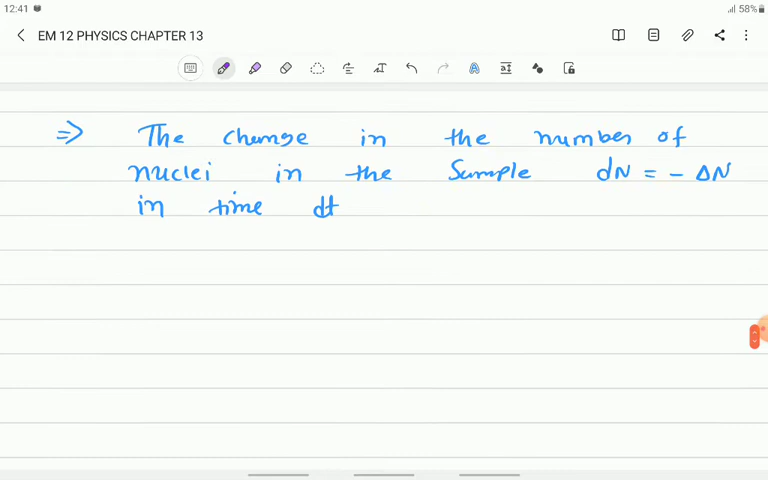 12:41 58%
EM 12 PHYSICS CHAPTER 13
⇒ The change in the number of
nuclei in the Sample dN = - ΔN
in time dt